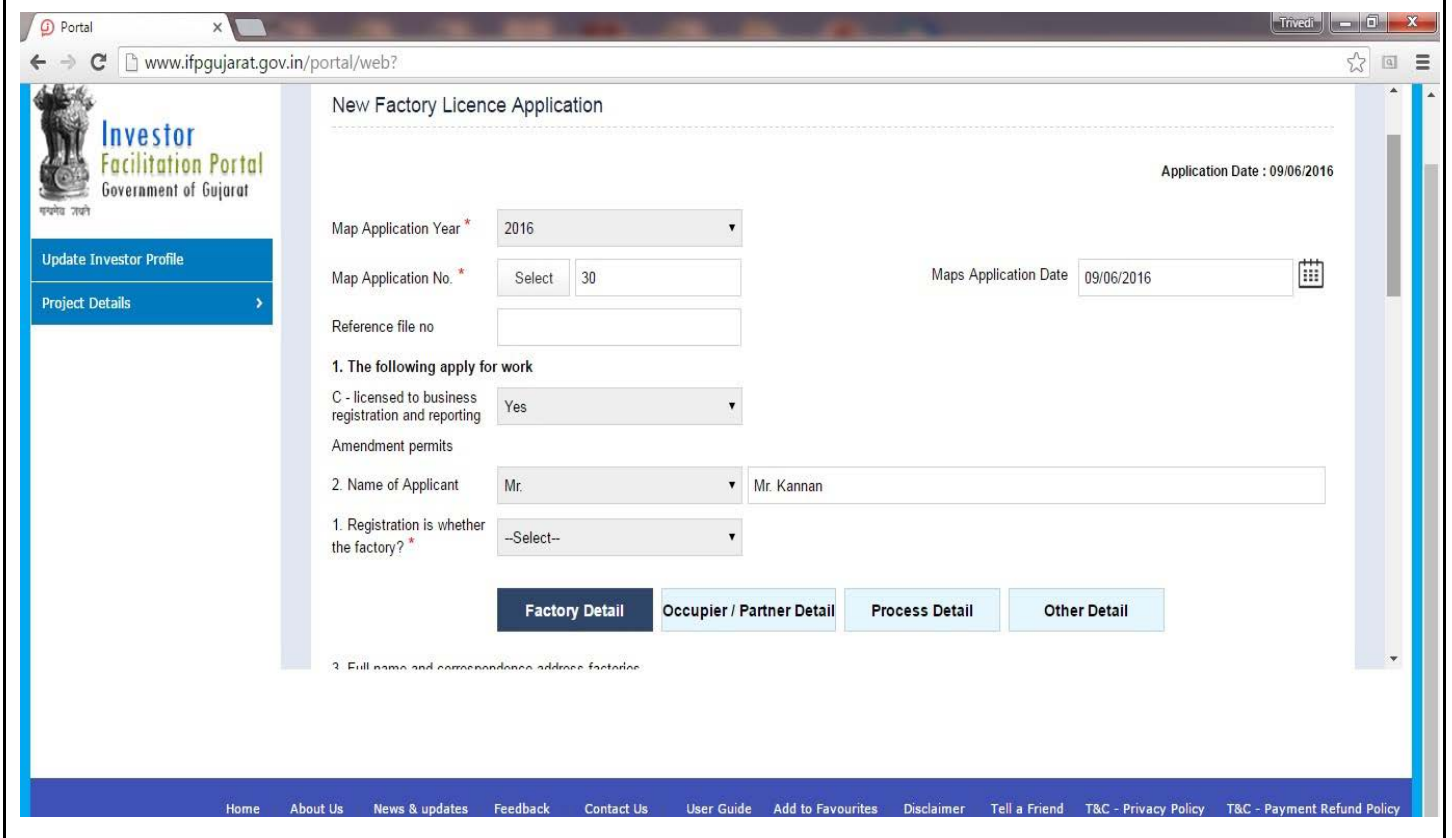 Portal
Trivedi
www.ifpgujarat.gov.in/portal/web?
Investor
Facilitation Portal
Government of Gujarat
Update Investor Profile
Project Details
New Factory Licence Application
Application Date : 09/06/2016
Map Application Year * 2016
Map Application No. * Select 30 Maps Application Date 09/06/2016
Reference file no
1. The following apply for work
C - licensed to business
registration and reporting Yes
Amendment permits
2. Name of Applicant Mr. Mr. Kannan
1. Registration is whether
the factory? * --Select--
Factory Detail Occupier / Partner Detail Process Detail Other Detail
3. Full name and correspondence address factories
Home About Us News & updates Feedback Contact Us User Guide Add to Favourites Disclaimer Tell a Friend T&C - Privacy Policy T&C - Payment Refund Policy